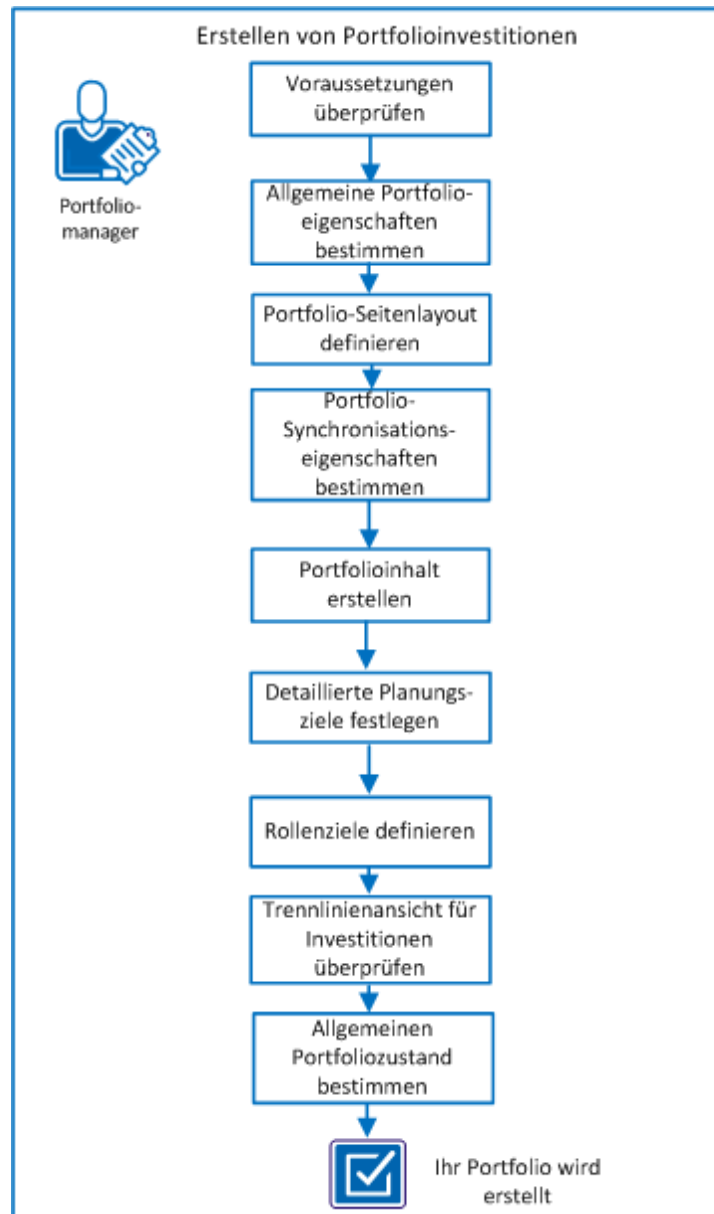 Erstellen von Portfolioinvestitionen
Portfolio-
manager
Voraussetzungen
überprüfen
Allgemeine Portfolio-
eigenschaften
bestimmen
Portfolio-Seitenlayout
definieren
Portfolio-
Synchronisations-
eigenschaften
bestimmen
Portfolioinhalt
erstellen
Detaillierte Planungs-
ziele festlegen
Rollenziele definieren
Trennlinienansicht für
Investitionen
überprüfen
Allgemeinen
Portfoliozustand
bestimmen
Ihr Portfolio wird
erstellt